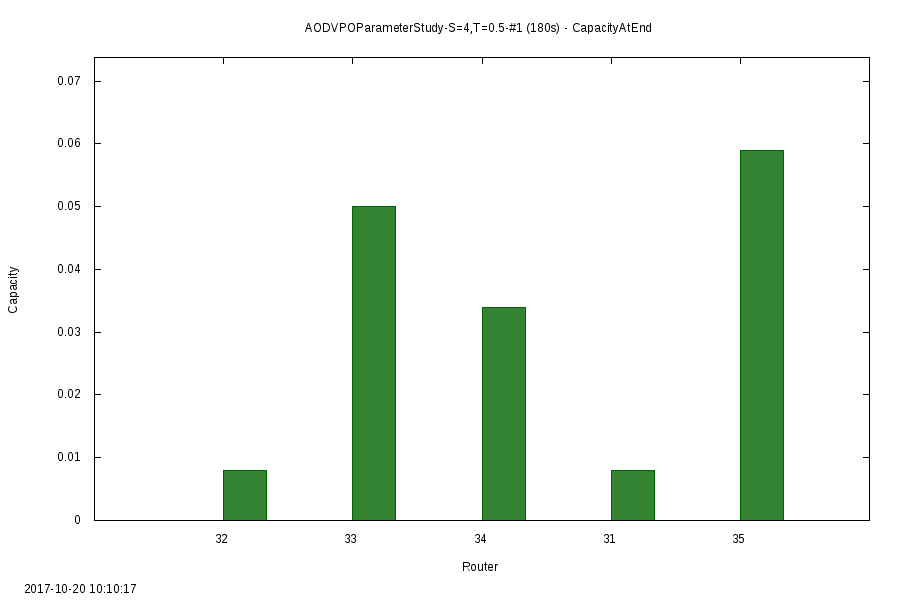 AODVPOParameterStudy-S=4,T=0.5-#1 (180s) - CapacityAtEnd
0.07
0.06
0.05
0.04
0.03
0.02
0.01
0
Capacity
32 33 34 31 35
Router
2017-10-20 10:10:17